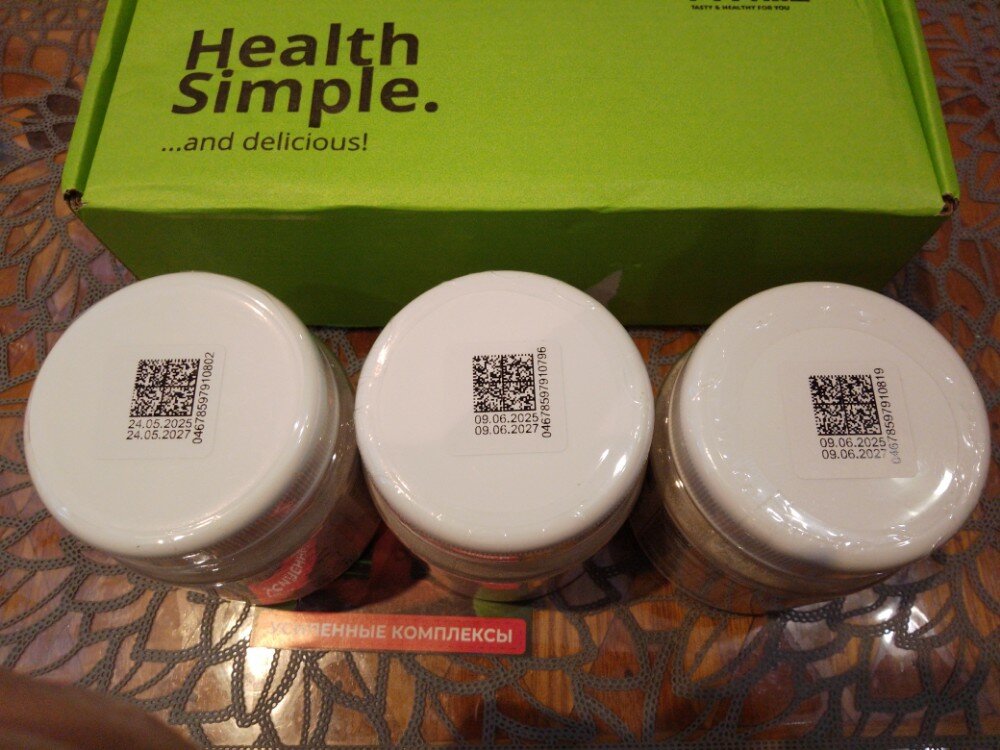 TASTY & HEALTHY FOR YOU
Health
Simple.
...and delicious!
24.05.2025
24.05.2027
04678597910802
09.06.2025
09.06.2027
04678597910796
09.06.2025
09.06.2027
04678597910819
КОМПЛЕКСЫ